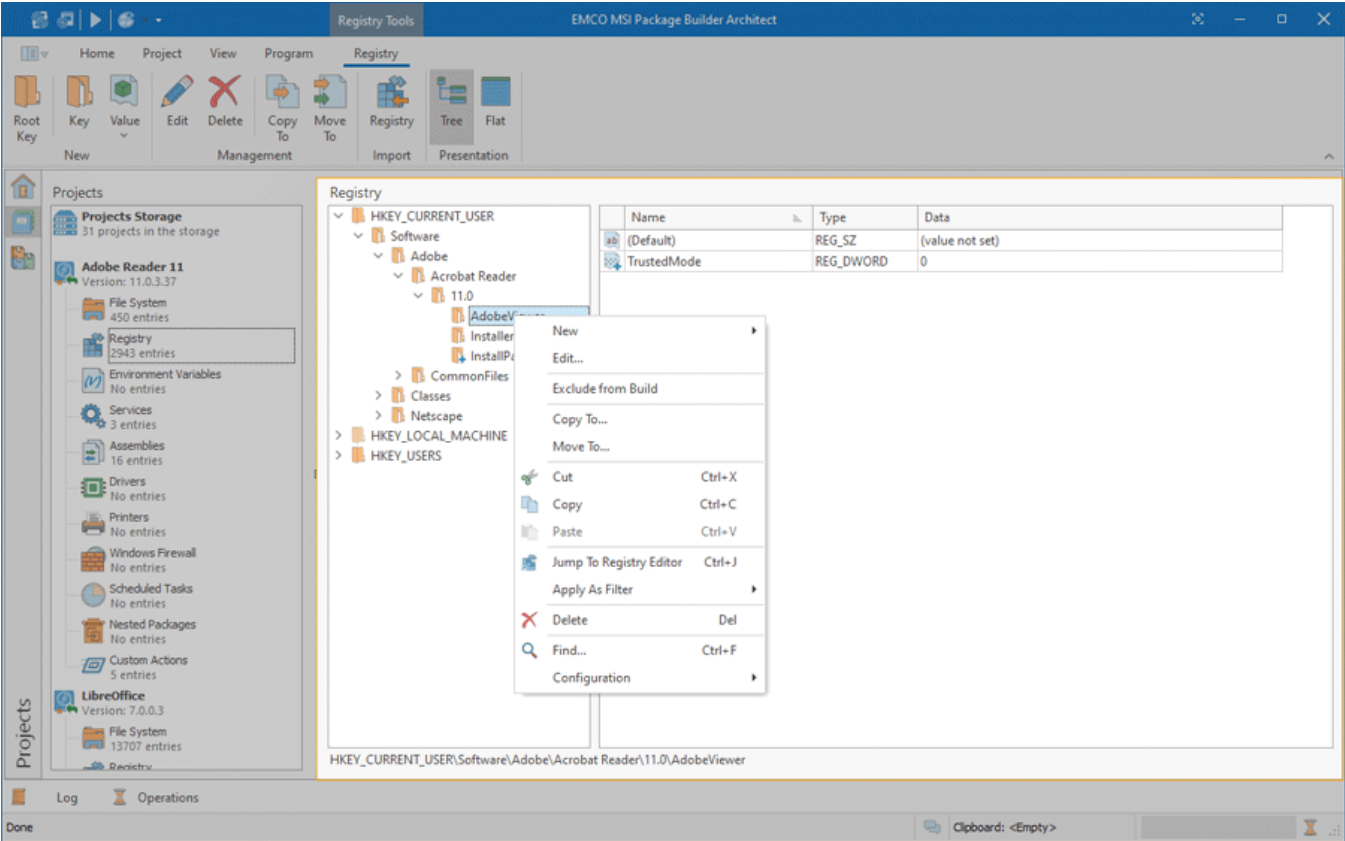 Registry Tools
EMCO MSI Package Builder Architect
Home Project View Program Registry
Root Key
Key
Value
Edit
Delete
Copy To
Move To
Registry
Tree
Flat
New
Management
Import
Presentation
Projects
Projects Storage
31 projects in the storage
Adobe Reader 11
Version: 11.0.3.37
File System
450 entries
Registry
2943 entries
Environment Variables
No entries
Services
3 entries
Assemblies
16 entries
Drivers
No entries
Printers
No entries
Windows Firewall
No entries
Scheduled Tasks
No entries
Nested Packages
No entries
Custom Actions
5 entries
LibreOffice
Version: 7.0.0.3
File System
13707 entries
Registry
Projects
Registry
HKEY_CURRENT_USER
Software
Adobe
Acrobat Reader
11.0
AdobeViewer
Installer
InstallPa
CommonFiles
Classes
Netscape
HKEY_LOCAL_MACHINE
HKEY_USERS
Name Type Data
(Default) REG_SZ (value not set)
TrustedMode REG_DWORD 0
New
Edit...
Exclude from Build
Copy To...
Move To...
Cut Ctrl+X
Copy Ctrl+C
Paste Ctrl+V
Jump To Registry Editor Ctrl+J
Apply As Filter
Delete Del
Find... Ctrl+F
Configuration
HKEY_CURRENT_USER\Software\Adobe\Acrobat Reader\11.0\AdobeViewer
Log Operations
Done
Clipboard: <Empty>